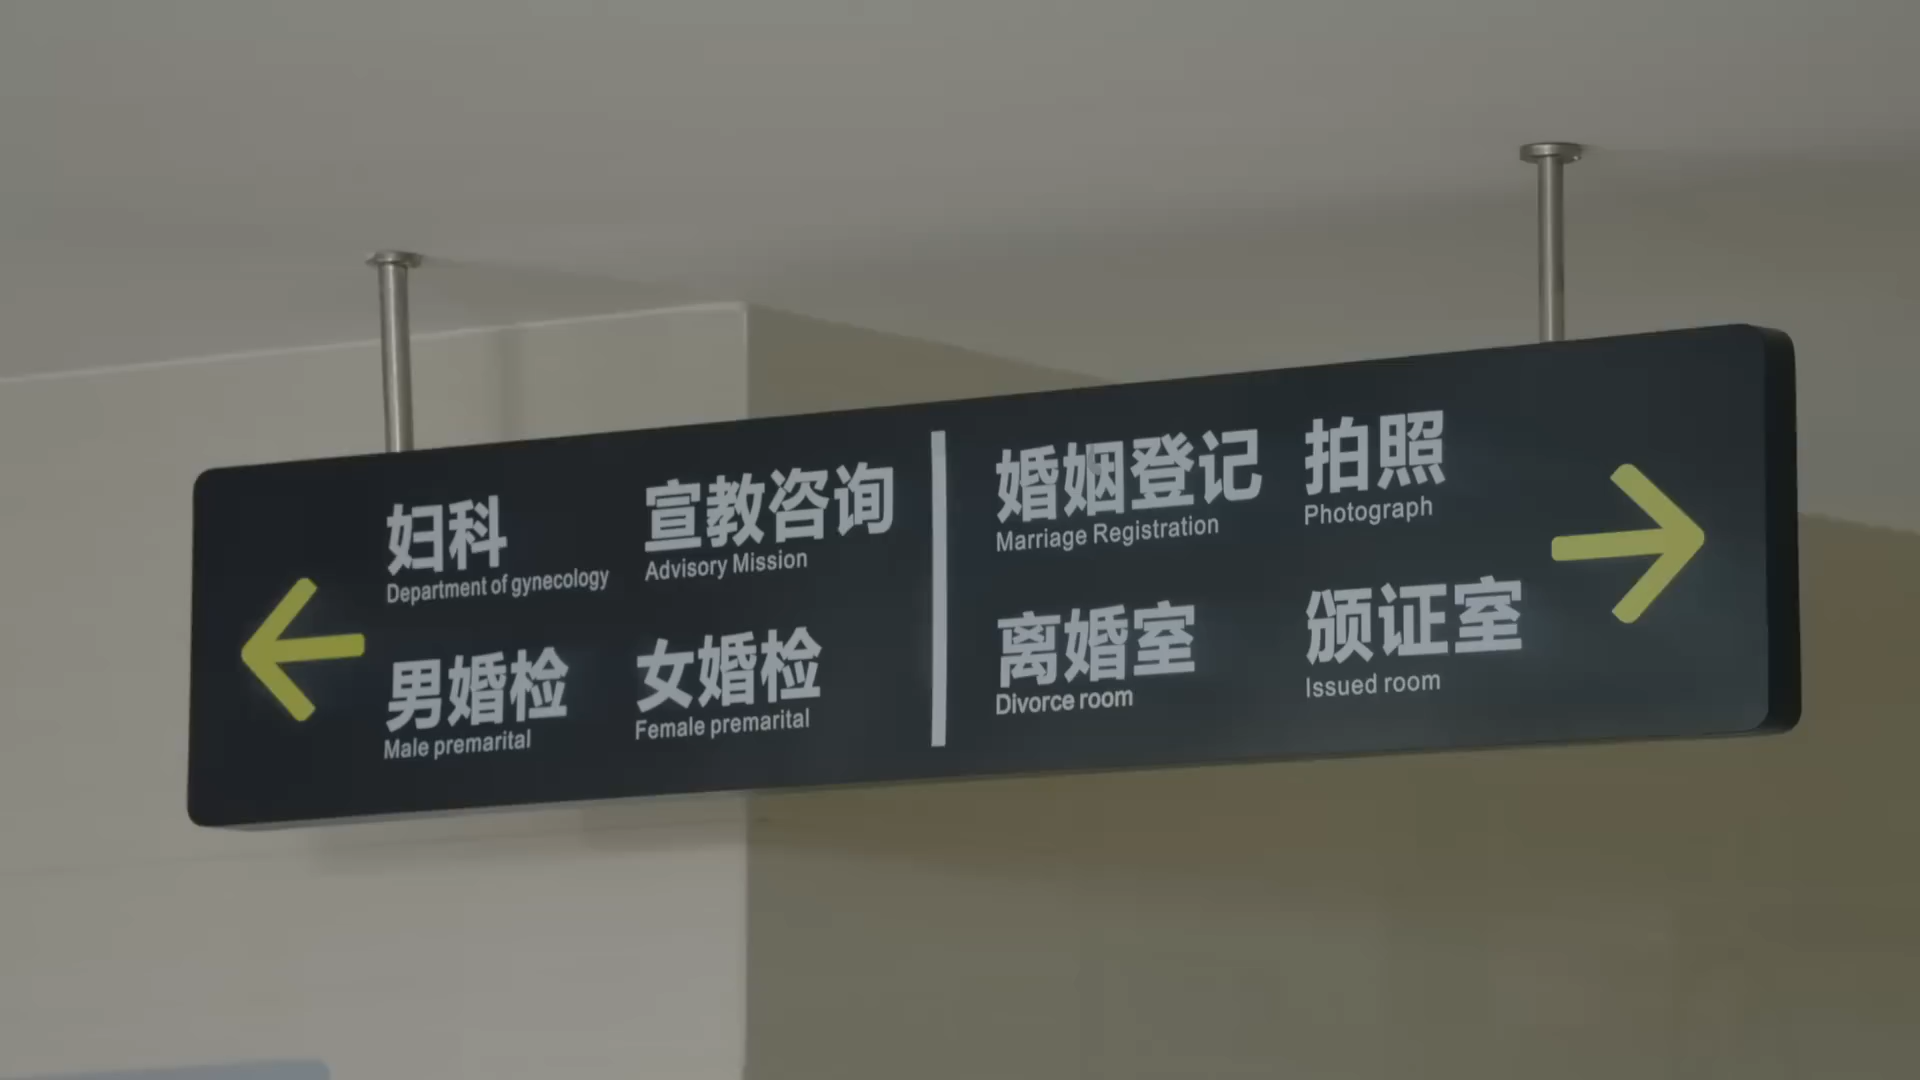 妇科 宣教咨询
Department of gynecology Advisory Mission
男婚检 女婚检
Male premarital Female premarital
婚姻登记 拍照
Marriage Registration Photograph
离婚室 颁证室
Divorce room Issued room